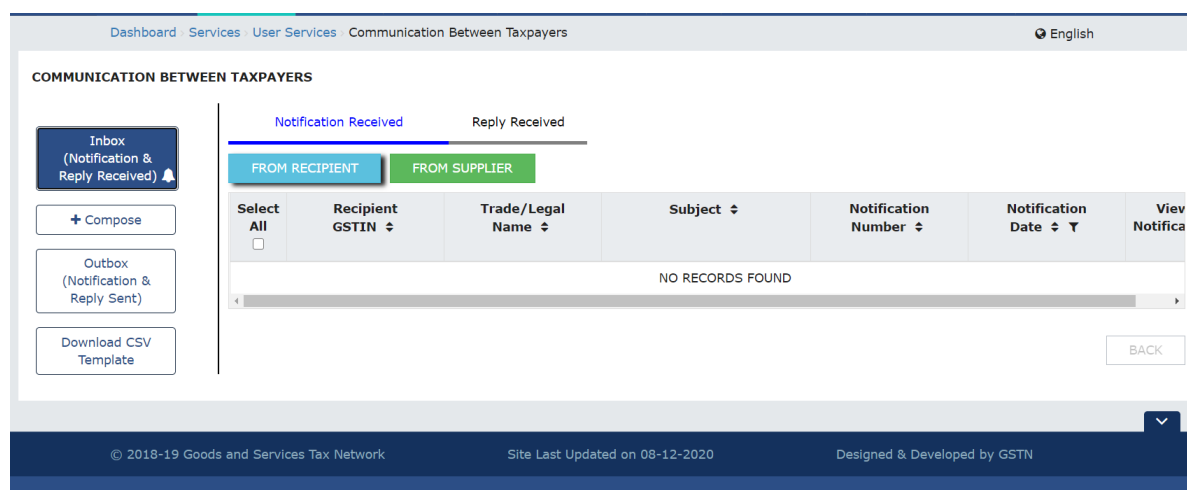 Dashboard › Services › User Services › Communication Between Taxpayers
English
COMMUNICATION BETWEEN TAXPAYERS
Inbox
(Notification &
Reply Received)
+ Compose
Outbox
(Notification &
Reply Sent)
Download CSV
Template
Notification Received
Reply Received
FROM RECIPIENT
FROM SUPPLIER
Select
All
Recipient
GSTIN
Trade/Legal
Name
Subject
Notification
Number
Notification
Date
View
Notifica
NO RECORDS FOUND
BACK
© 2018-19 Goods and Services Tax Network
Site Last Updated on 08-12-2020
Designed & Developed by GSTN